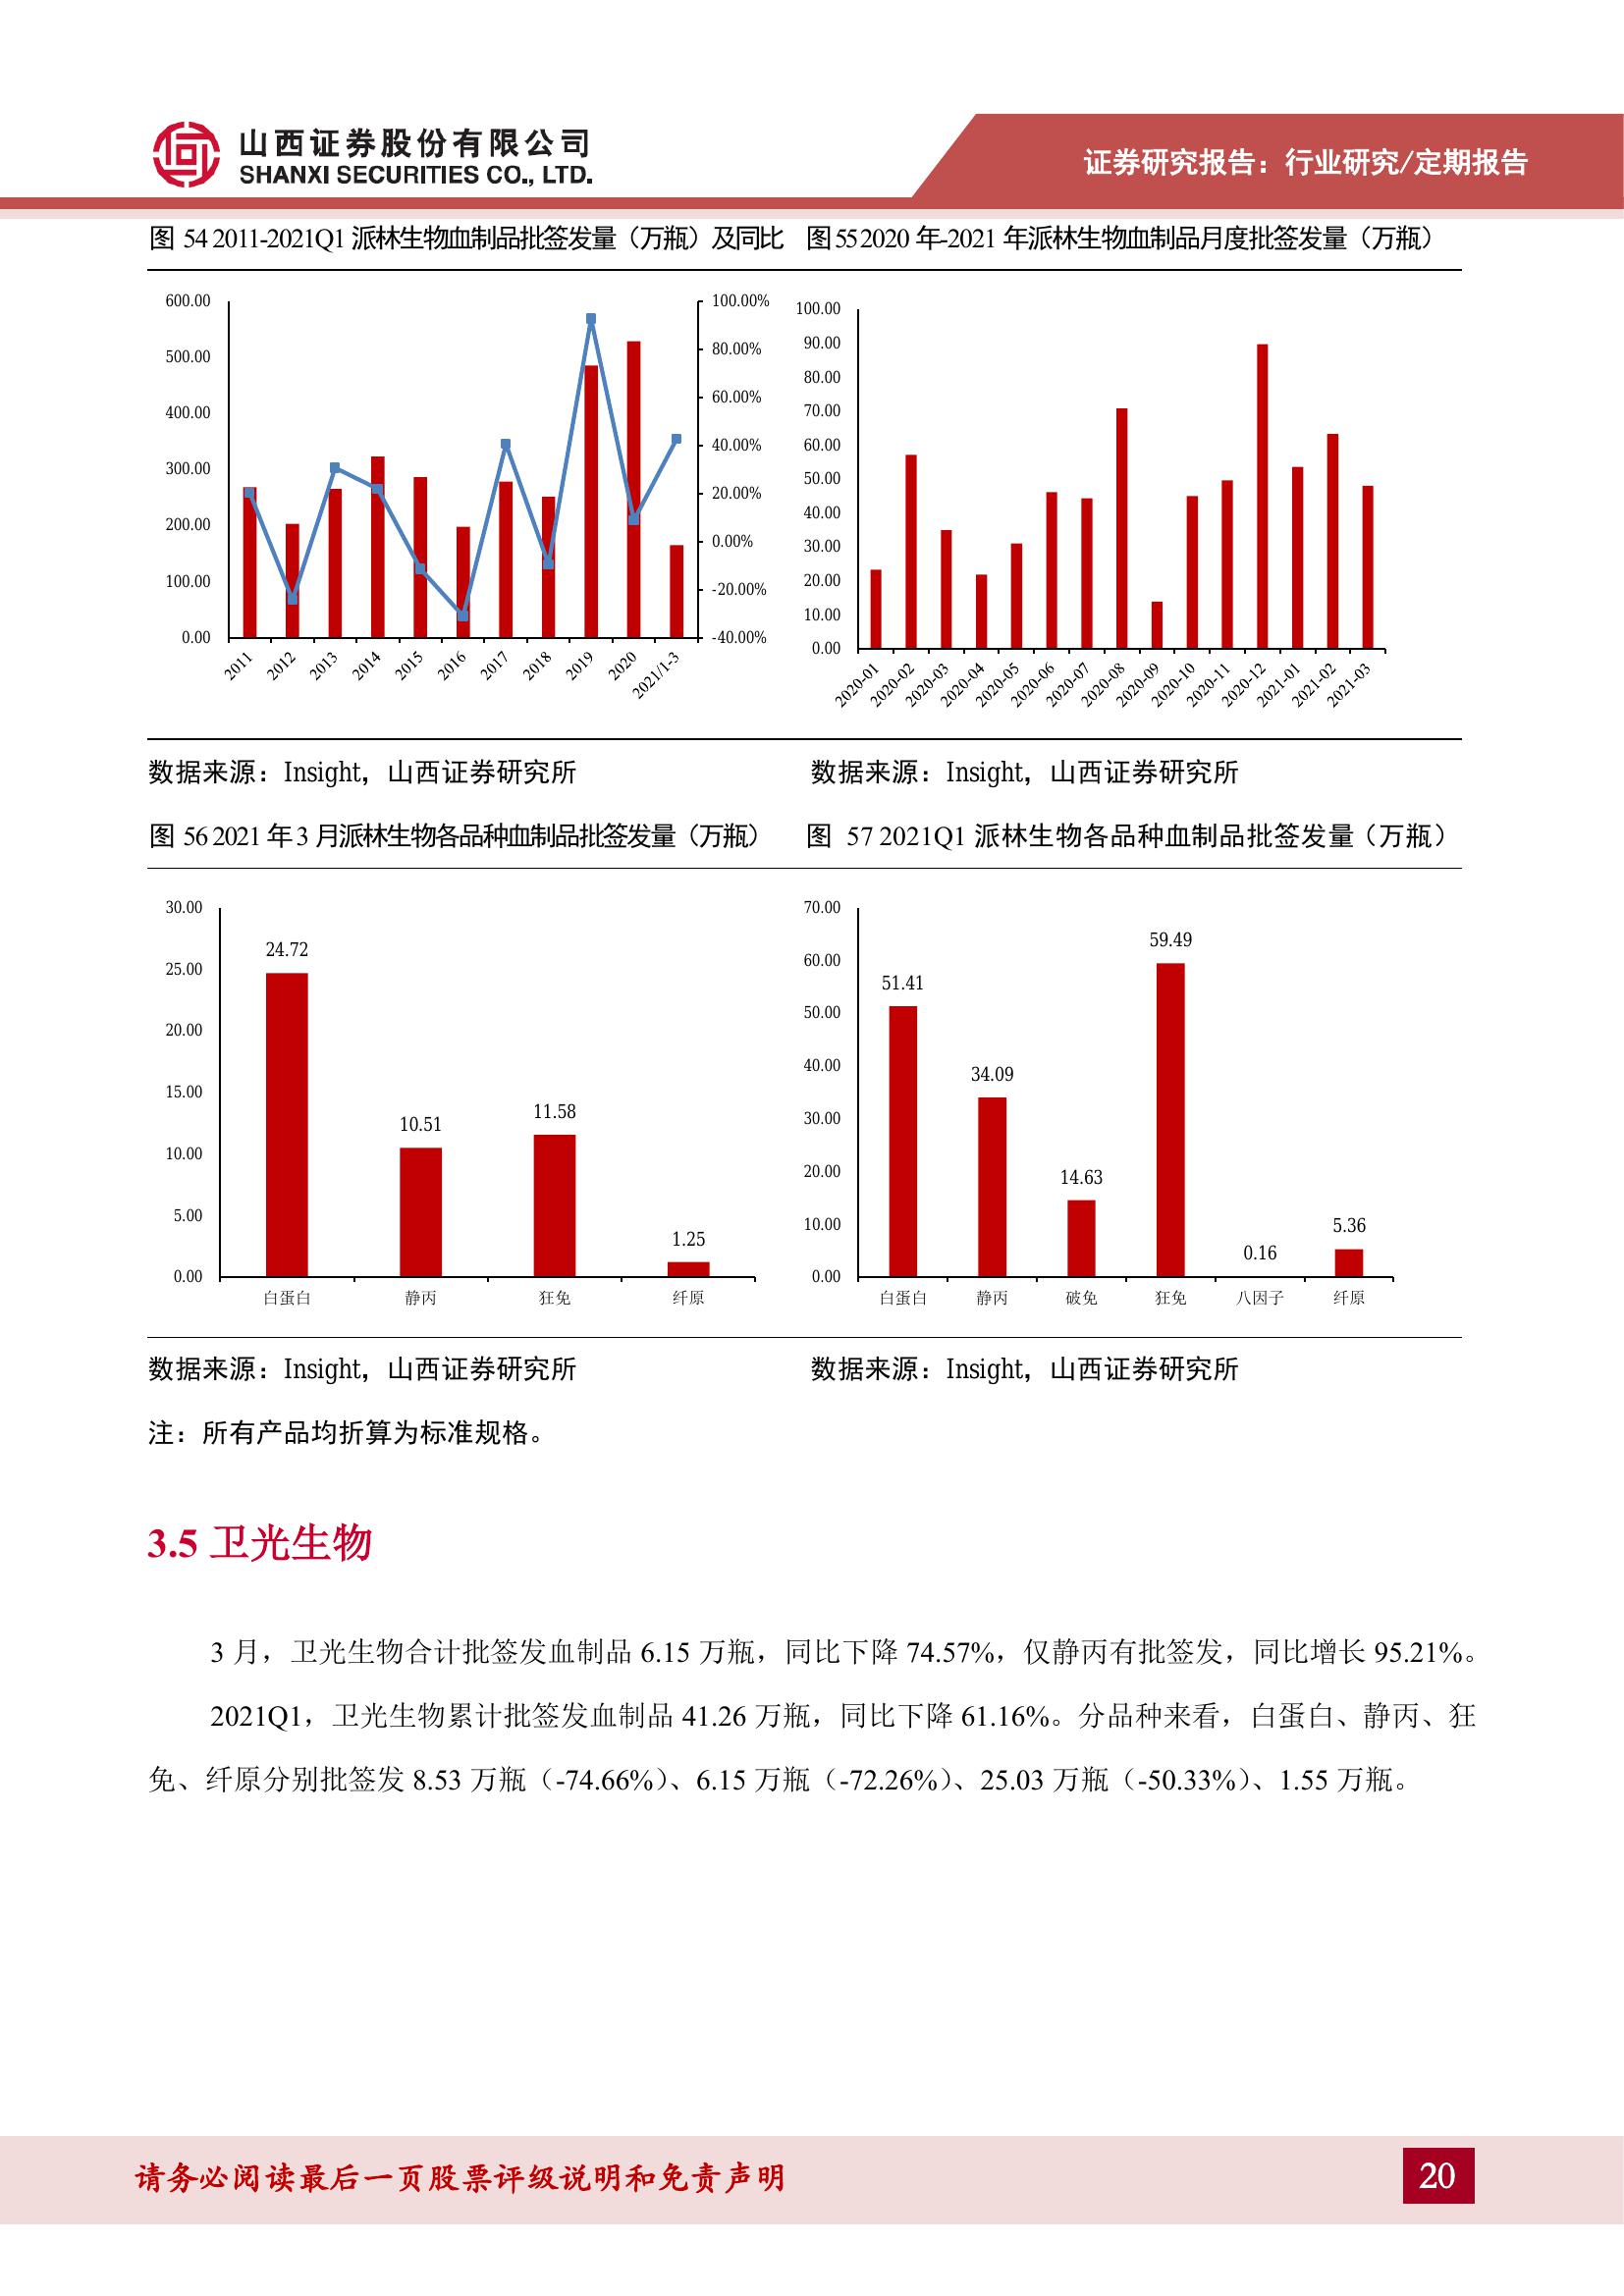 山西证券股份有限公司
SHANXI SECURITIES CO., LTD.
证券研究报告：行业研究/定期报告
图 54 2011-2021Q1 派林生物血制品批签发量（万瓶）及同比
图 55 2020 年-2021 年派林生物血制品月度批签发量（万瓶）
600.00
500.00
400.00
300.00
200.00
100.00
0.00
100.00%
80.00%
60.00%
40.00%
20.00%
0.00%
-20.00%
-40.00%
2011 2012 2013 2014 2015 2016 2017 2018 2019 2020 2021/1-3
100.00
90.00
80.00
70.00
60.00
50.00
40.00
30.00
20.00
10.00
0.00
2020-01 2020-02 2020-03 2020-04 2020-05 2020-06 2020-07 2020-08 2020-09 2020-10 2020-11 2020-12 2021-01 2021-02 2021-03
数据来源：Insight，山西证券研究所
数据来源：Insight，山西证券研究所
图 56 2021 年 3 月派林生物各品种血制品批签发量（万瓶）
图 57 2021Q1 派林生物各品种血制品批签发量（万瓶）
30.00
25.00
20.00
15.00
10.00
5.00
0.00
24.72
10.51
11.58
1.25
白蛋白 静丙 狂免 纤原
70.00
60.00
50.00
40.00
30.00
20.00
10.00
0.00
51.41
34.09
14.63
59.49
0.16
5.36
白蛋白 静丙 破免 狂免 八因子 纤原
数据来源：Insight，山西证券研究所
数据来源：Insight，山西证券研究所
注：所有产品均折算为标准规格。
3.5 卫光生物
3 月，卫光生物合计批签发血制品 6.15 万瓶，同比下降 74.57%，仅静丙有批签发，同比增长 95.21%。
2021Q1，卫光生物累计批签发血制品 41.26 万瓶，同比下降 61.16%。分品种来看，白蛋白、静丙、狂
免、纤原分别批签发 8.53 万瓶（-74.66%）、6.15 万瓶（-72.26%）、25.03 万瓶（-50.33%）、1.55 万瓶。
请务必阅读最后一页股票评级说明和免责声明
20